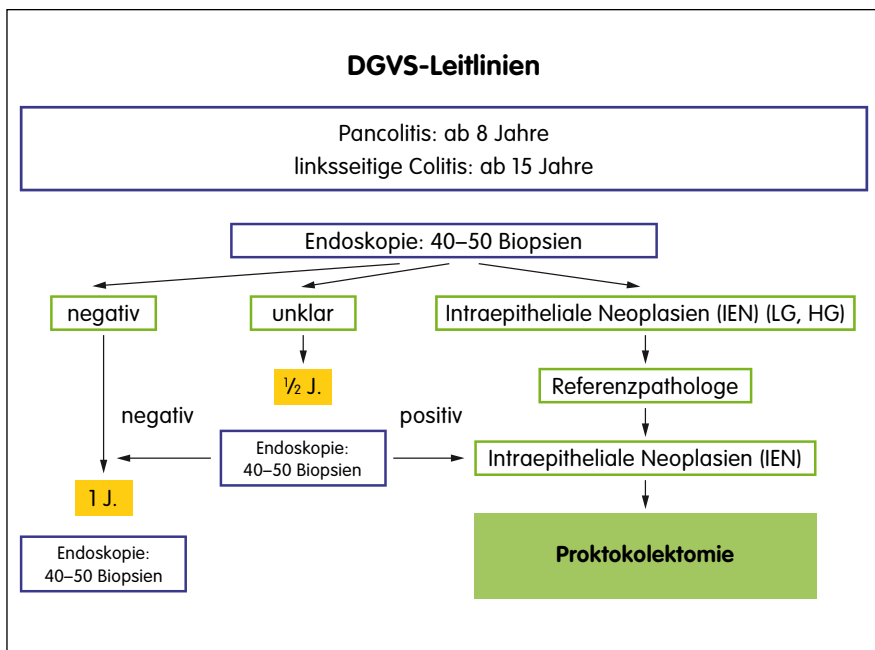 DGVS-Leitlinien
Pancolitis: ab 8 Jahre
linksseitige Colitis: ab 15 Jahre
Endoskopie: 40–50 Biopsien
negativ
unklar
Intraepitheliale Neoplasien (IEN) (LG, HG)
½ J.
Referenzpathologe
negativ
positiv
Endoskopie:
40–50 Biopsien
Intraepitheliale Neoplasien (IEN)
1 J.
Endoskopie:
40–50 Biopsien
Proktokolektomie